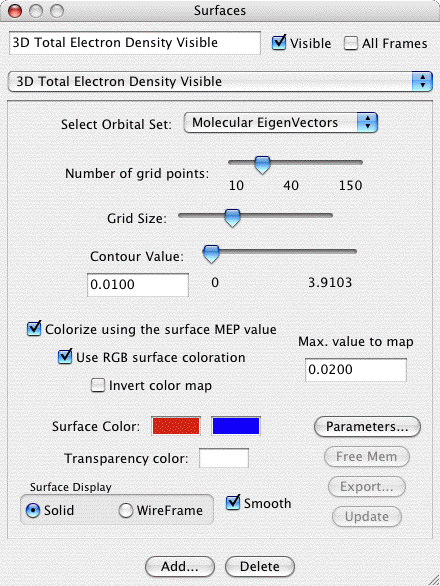 Surfaces
3D Total Electron Density Visible
Visible
All Frames
3D Total Electron Density Visible
Select Orbital Set: Molecular EigenVectors
Number of grid points:
10 40 150
Grid Size:
Contour Value:
0.0100 0 3.9103
Colorize using the surface MEP value
Max. value to map
Use RGB surface coloration
0.0200
Invert color map
Surface Color:
Parameters...
Transparency color:
Free Mem
Export...
Surface Display
Solid WireFrame
Smooth
Update
Add... Delete